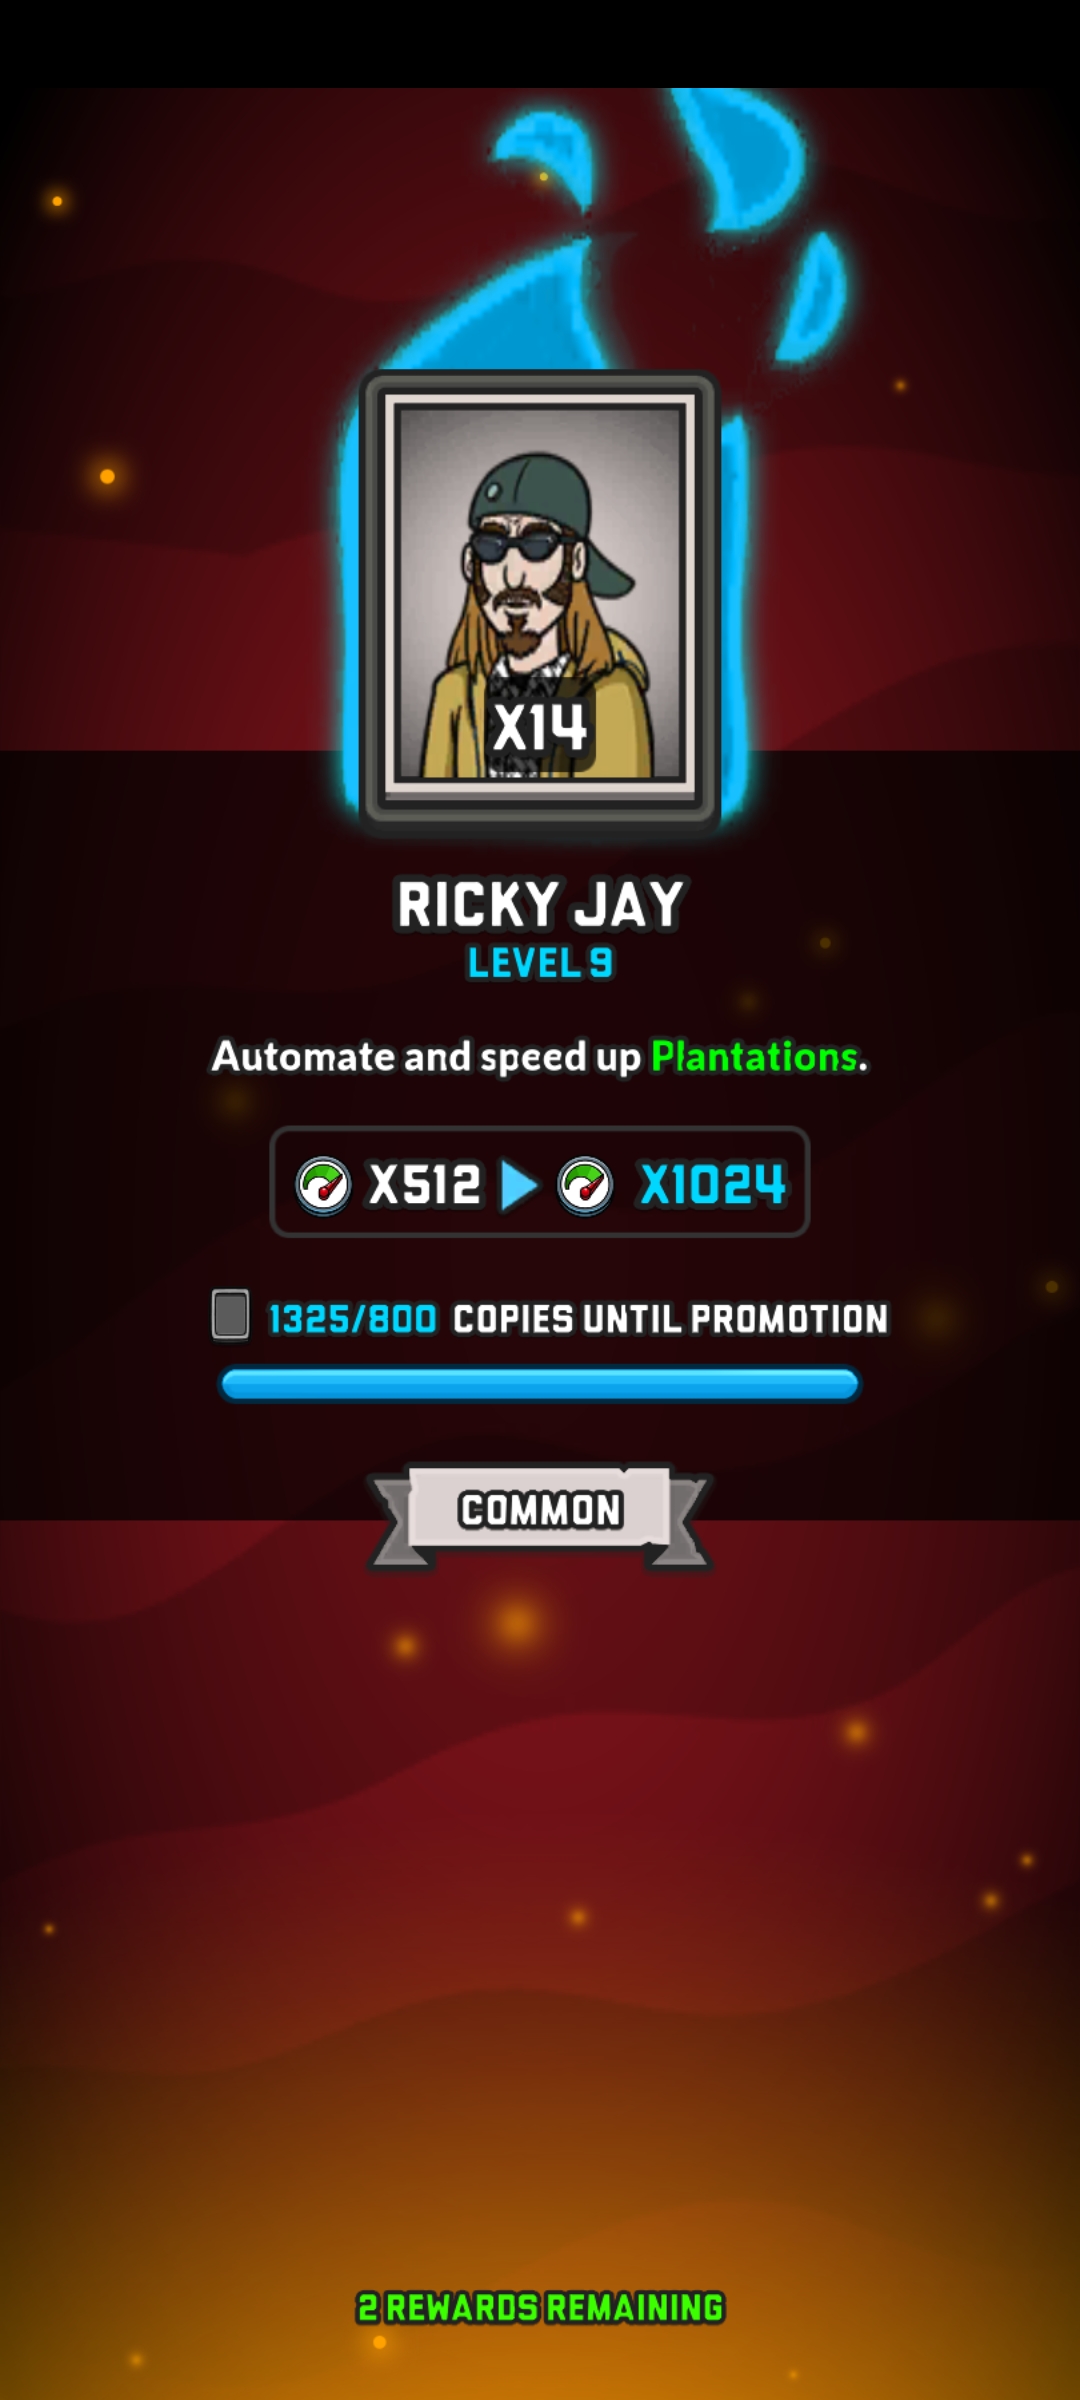 X14
RICKY JAY
LEVEL 9
Automate and speed up Plantations.
X512 X1024
1325/800 COPIES UNTIL PROMOTION
COMMON
2 REWARDS REMAINING